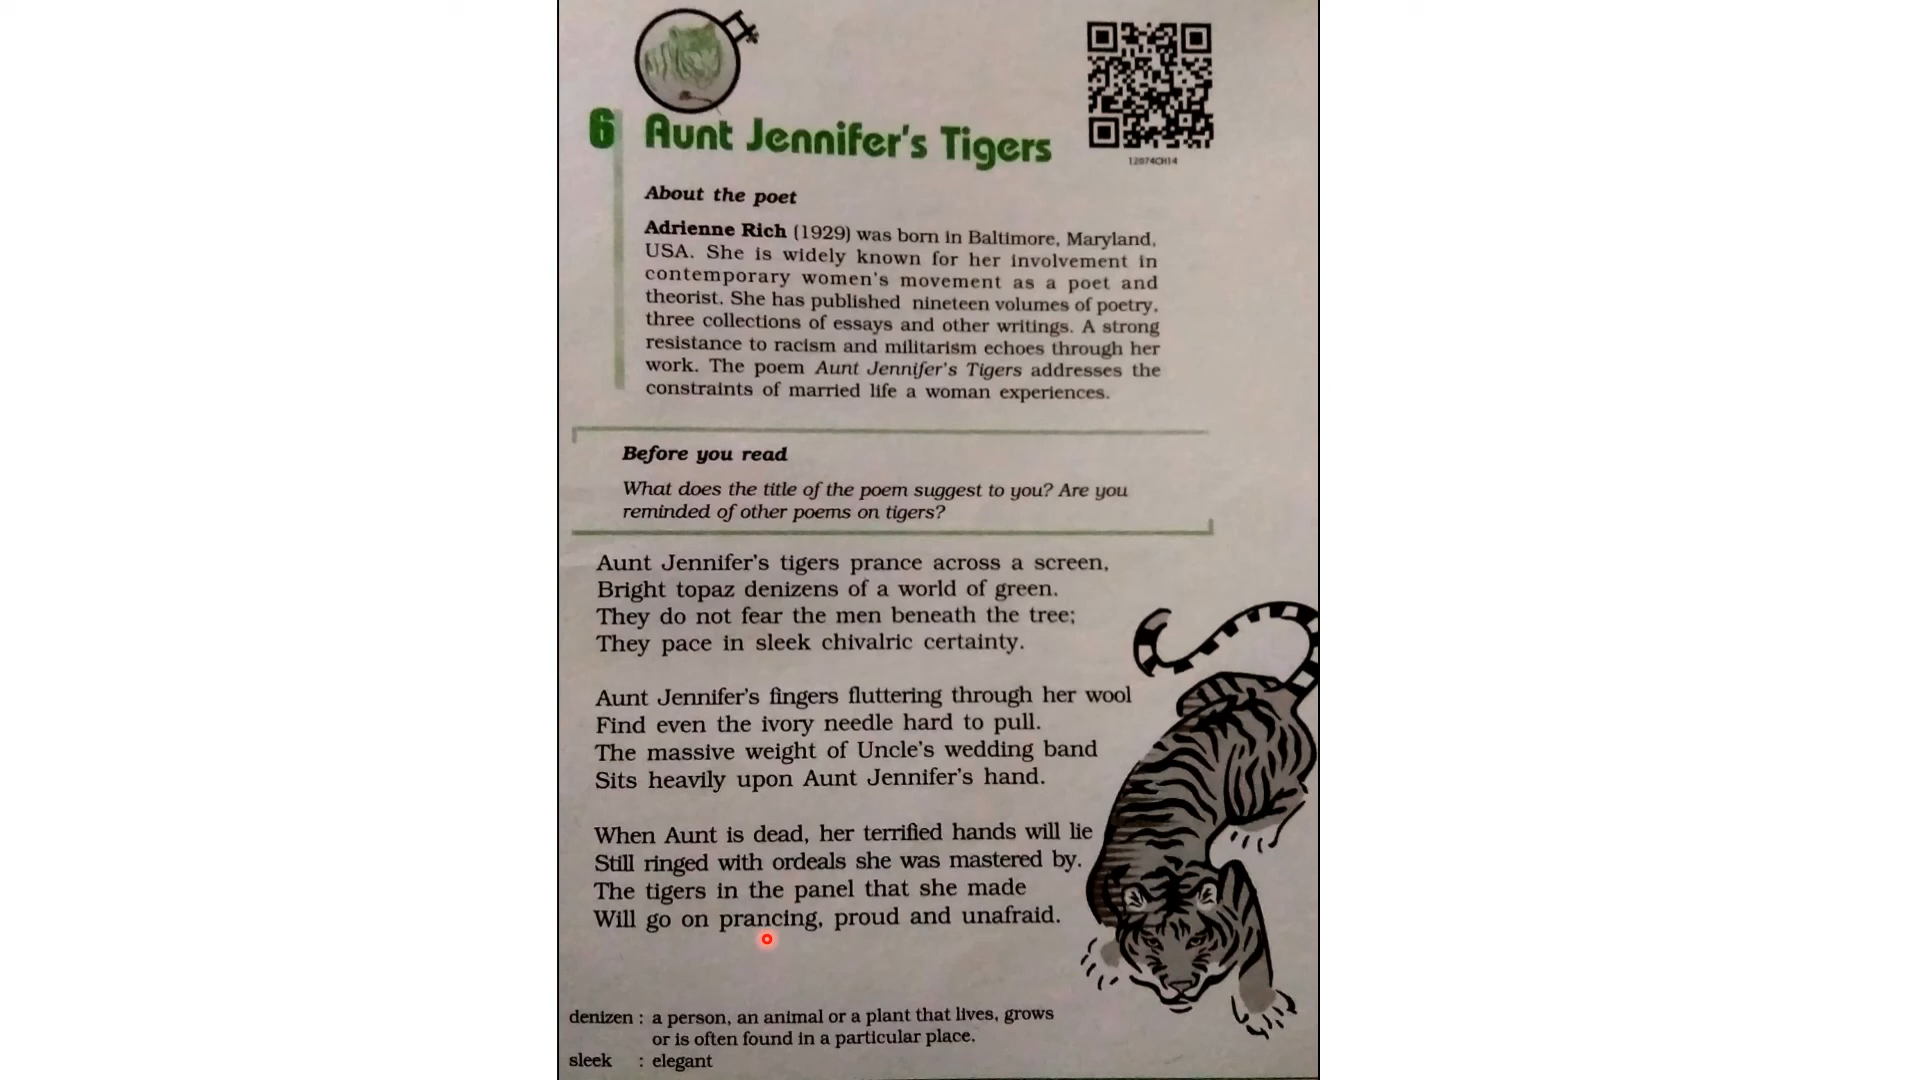 6 Aunt Jennifer's Tigers
12074CH14
About the poet
Adrienne Rich (1929) was born in Baltimore, Maryland,
USA. She is widely known for her involvement in
contemporary women's movement as a poet and
theorist. She has published nineteen volumes of poetry,
three collections of essays and other writings. A strong
resistance to racism and militarism echoes through her
work. The poem Aunt Jennifer's Tigers addresses the
constraints of married life a woman experiences.
Before you read
What does the title of the poem suggest to you? Are you
reminded of other poems on tigers?
Aunt Jennifer's tigers prance across a screen,
Bright topaz denizens of a world of green.
They do not fear the men beneath the tree;
They pace in sleek chivalric certainty.
Aunt Jennifer's fingers fluttering through her wool
Find even the ivory needle hard to pull.
The massive weight of Uncle's wedding band
Sits heavily upon Aunt Jennifer's hand.
When Aunt is dead, her terrified hands will lie
Still ringed with ordeals she was mastered by.
The tigers in the panel that she made
Will go on prancing, proud and unafraid.
denizen : a person, an animal or a plant that lives, grows
or is often found in a particular place.
sleek : elegant